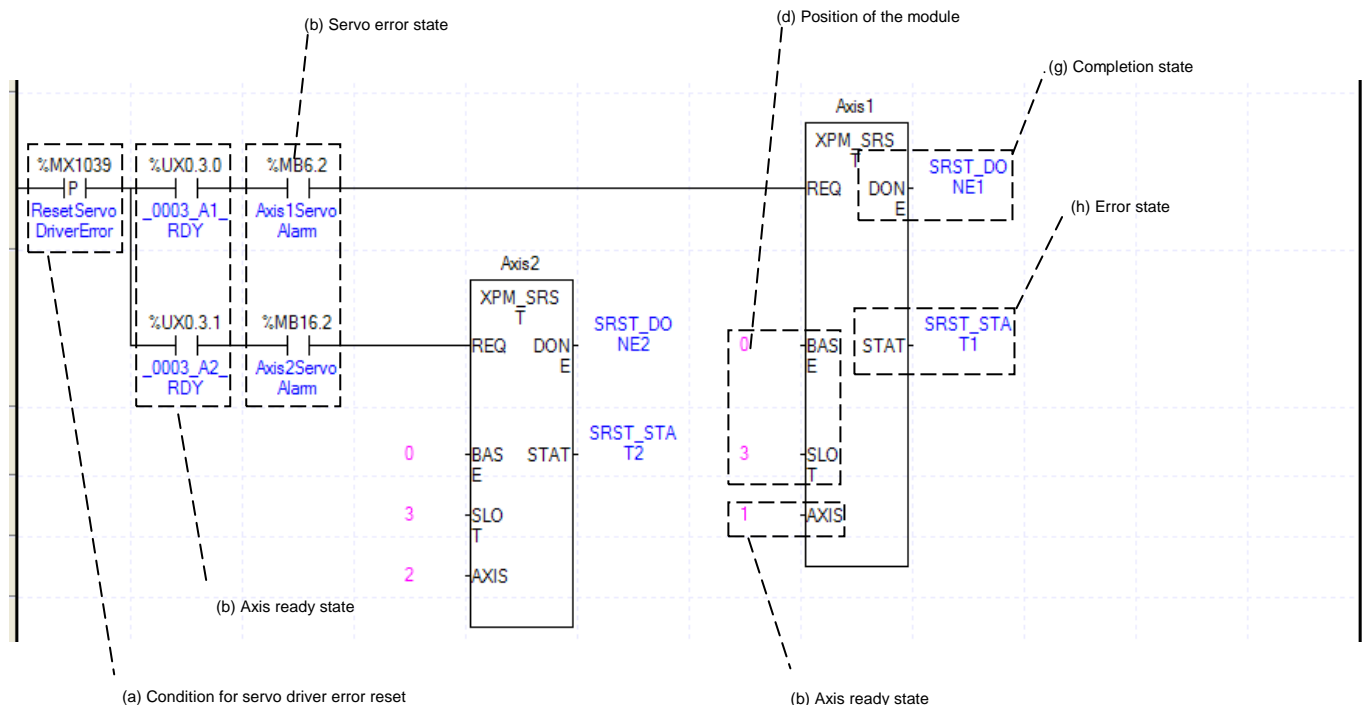 (b) Servo error state
(d) Position of the module
(g) Completion state
Axis1
XPM_SRS
T
%MX1039
%UX0.3.0
%MB6.2
P
REQ
DON
E
SRST_DO
NE1
ResetServo
DriverError
_0003_A1_
RDY
Axis1Servo
Alarm
(h) Error state
Axis2
XPM_SRS
T
%UX0.3.1
%MB16.2
REQ
DON
E
SRST_DO
NE2
_0003_A2_
RDY
Axis2Servo
Alarm
0
BAS
E
STAT
SRST_STA
T1
0
BAS
E
STAT
SRST_STA
T2
3
SLO
T
3
SLO
T
1
AXIS
2
AXIS
(b) Axis ready state
(a) Condition for servo driver error reset
(b) Axis ready state